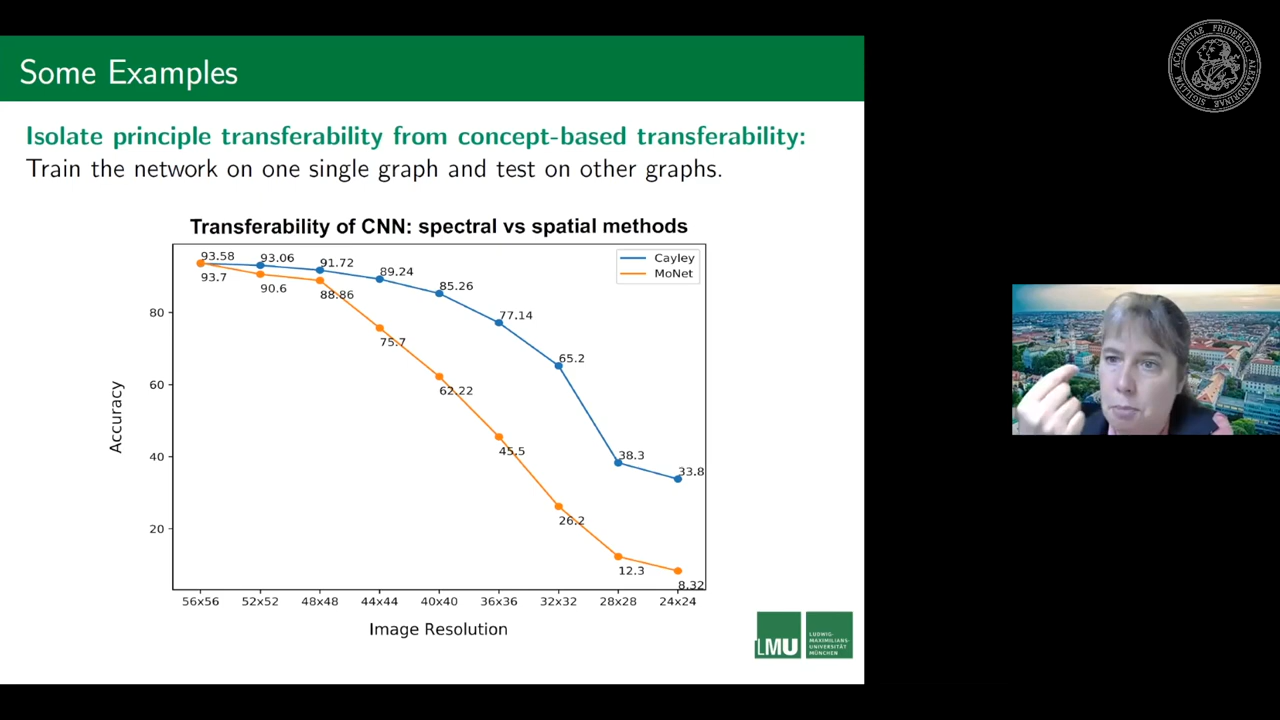 Some Examples
Isolate principle transferability from concept-based transferability:
Train the network on one single graph and test on other graphs.
Transferability of CNN: spectral vs spatial methods
Cayley
MoNet
93.58
93.06
91.72
89.24
85.26
77.14
65.2
38.3
33.8
93.7
90.6
88.86
75.7
62.22
45.5
26.2
12.3
8.32
80
60
40
20
Accuracy
56x56 52x52 48x48 44x44 40x40 36x36 32x32 28x28 24x24
Image Resolution
LMU
LUDWIG-
MAXIMILIANS-
UNIVERSITÄT
MÜNCHEN
ACADEMIAE FRIDERICO ALEXANDRINAE SIGILLVM